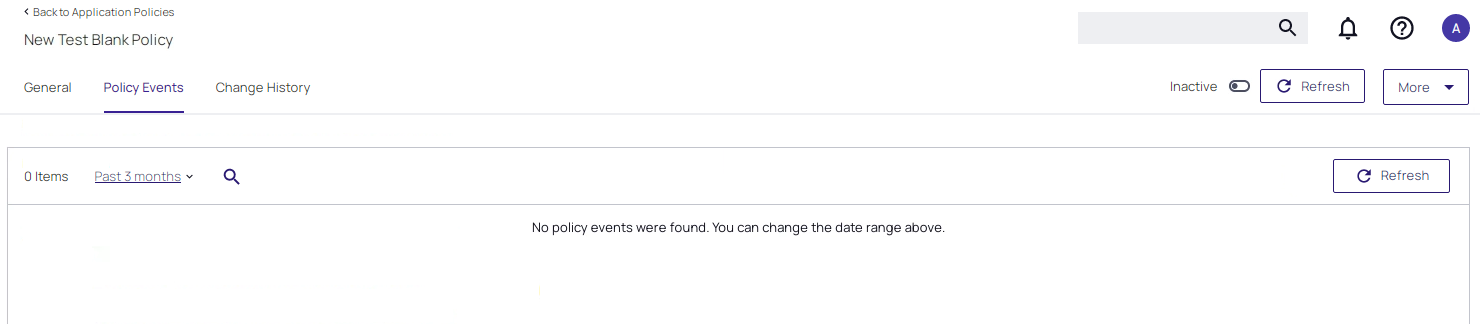 Back to Application Policies
New Test Blank Policy
A
General Policy Events Change History Inactive Refresh More
0 Items Past 3 months Refresh
No policy events were found. You can change the date range above.